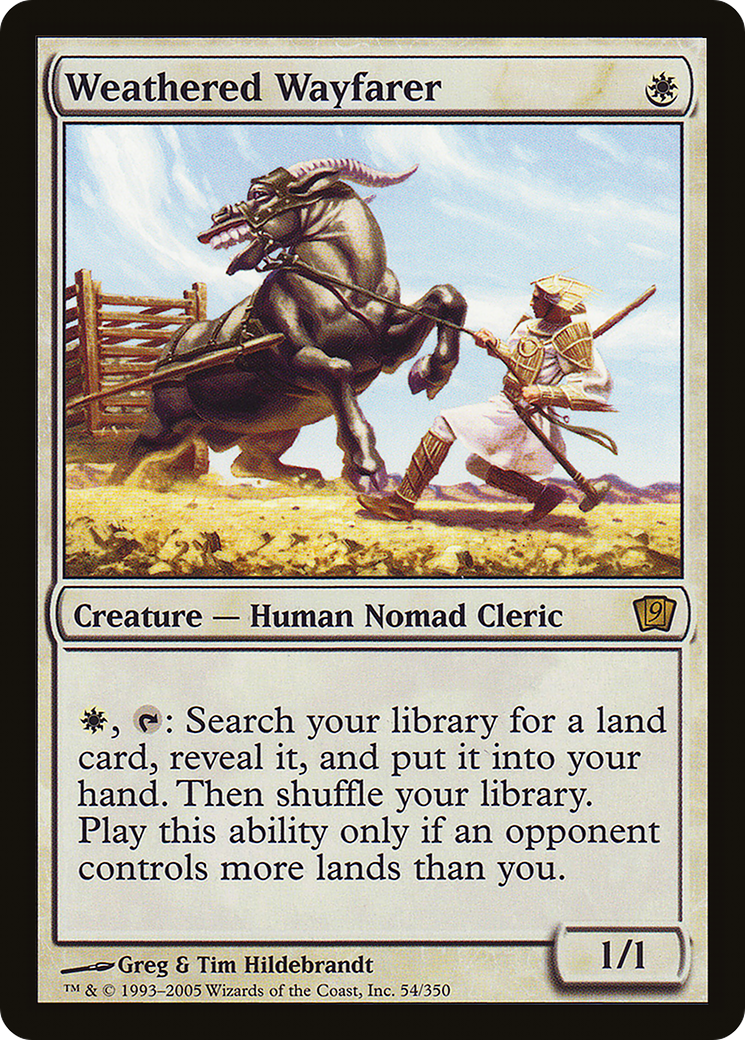 Weathered Wayfarer
Creature — Human Nomad Cleric
9
, : Search your library for a land
card, reveal it, and put it into your
hand. Then shuffle your library.
Play this ability only if an opponent
controls more lands than you.
1/1
Greg & Tim Hildebrandt
™ & © 1993–2005 Wizards of the Coast, Inc. 54/350